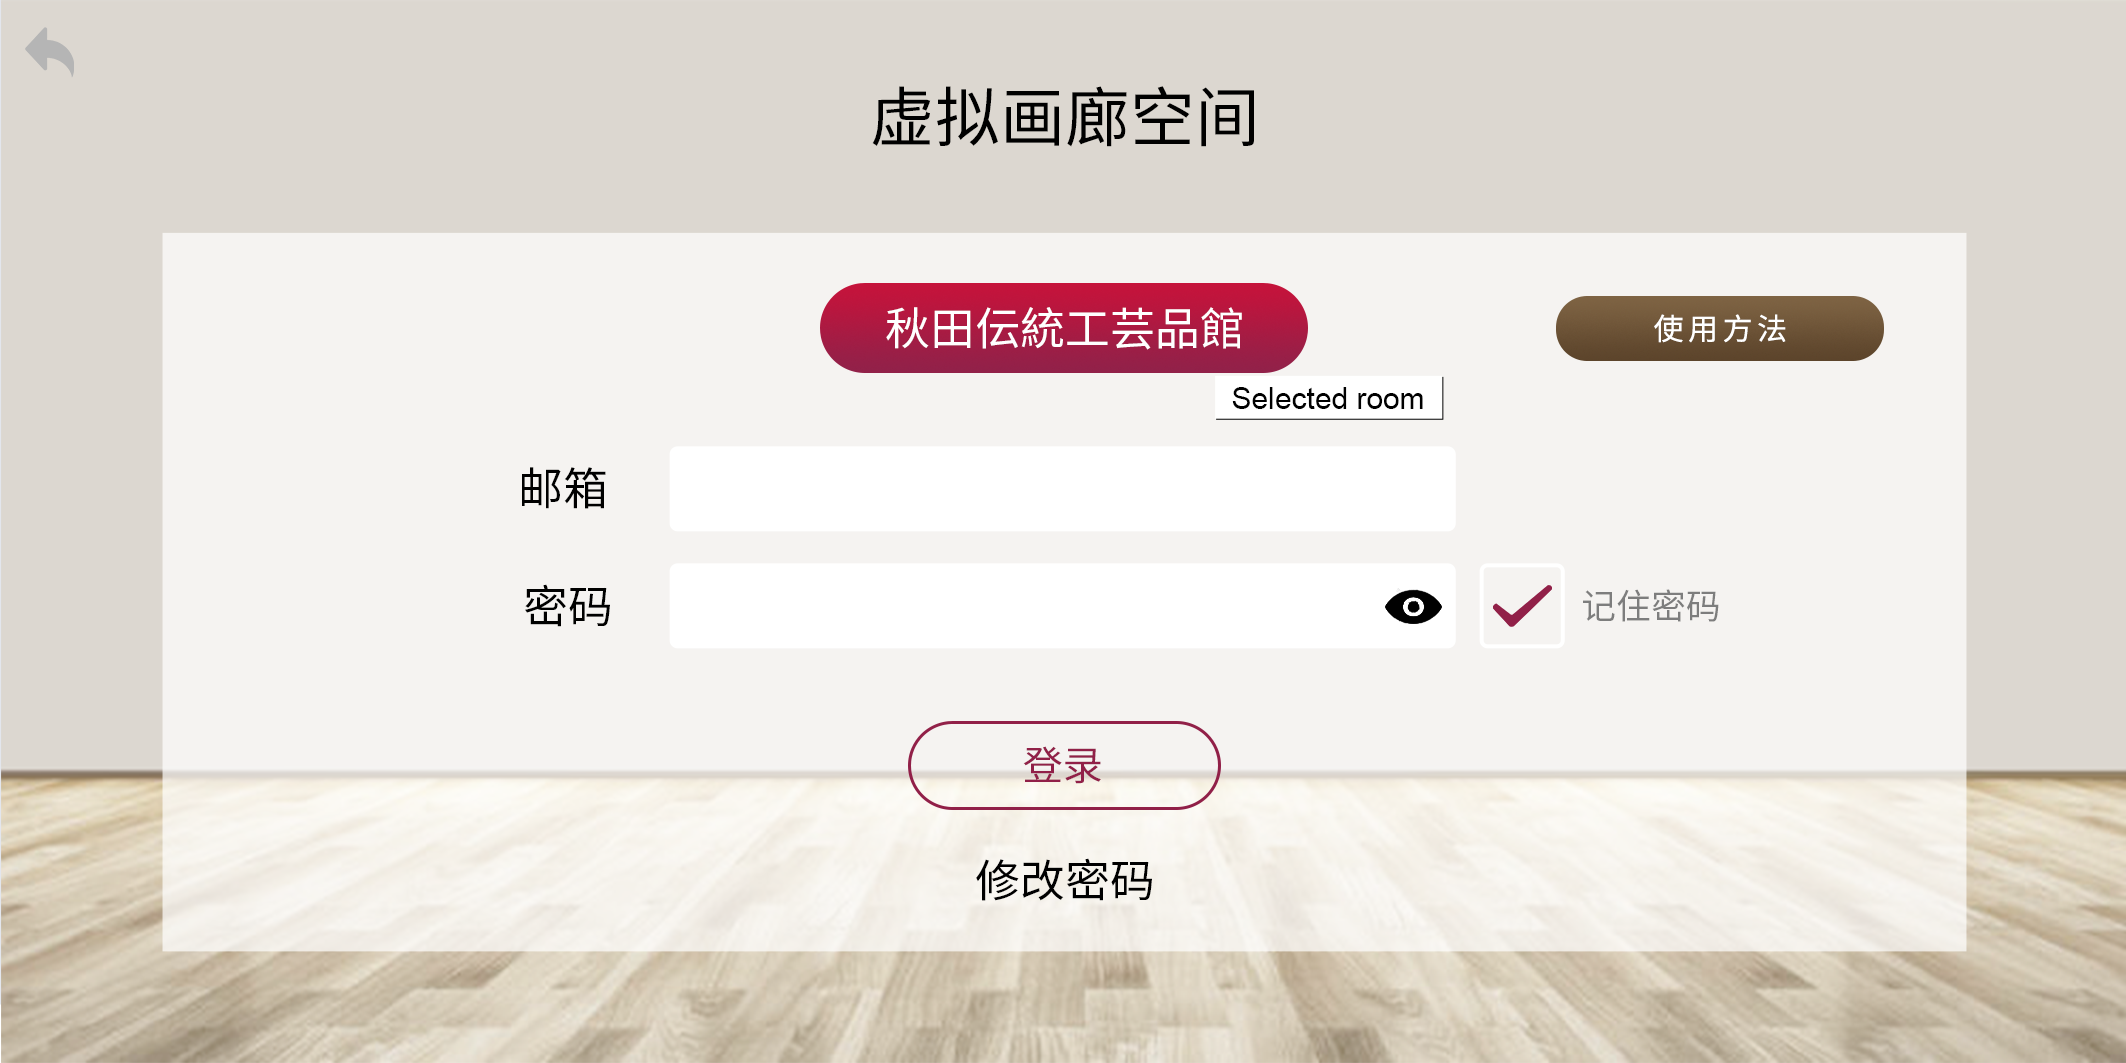 虚拟画廊空间
秋田伝統工芸品館
使用方法
Selected room
邮箱
密码
记住密码
登录
修改密码